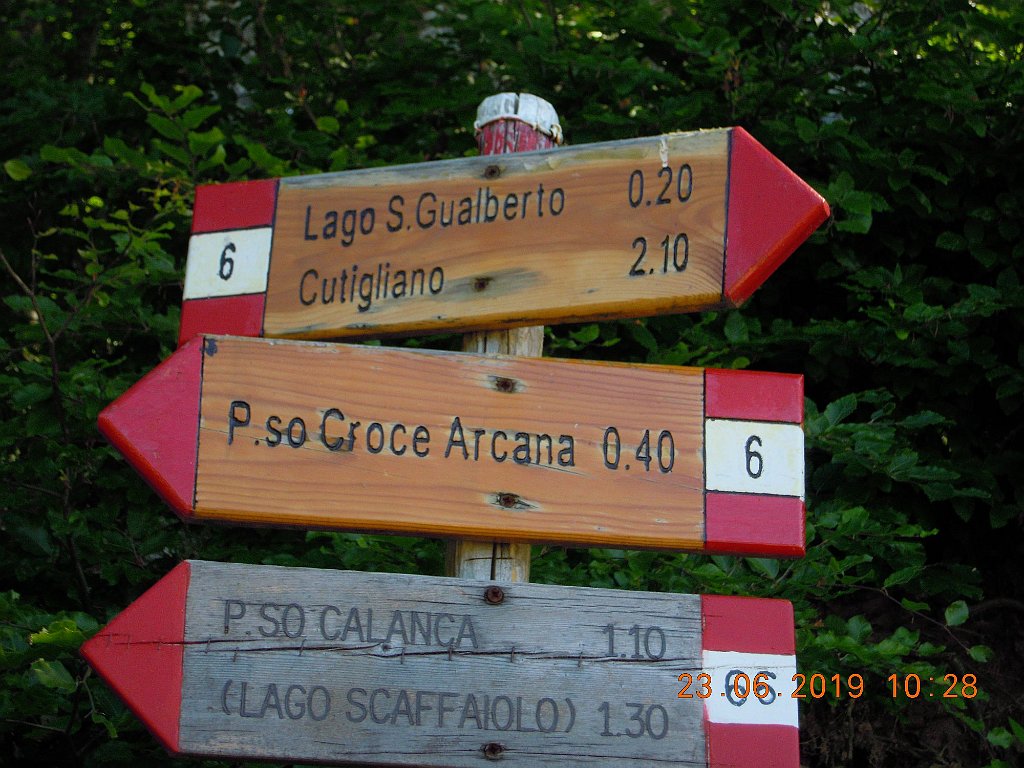 Lago S.Gualberto 0.20
6
Cutigliano 2.10
P.so Croce Arcana 0.40
6
P.SO CALANCA 1.10
(LAGO SCAFFAIOLO) 1.30
23.06.2019 10:28